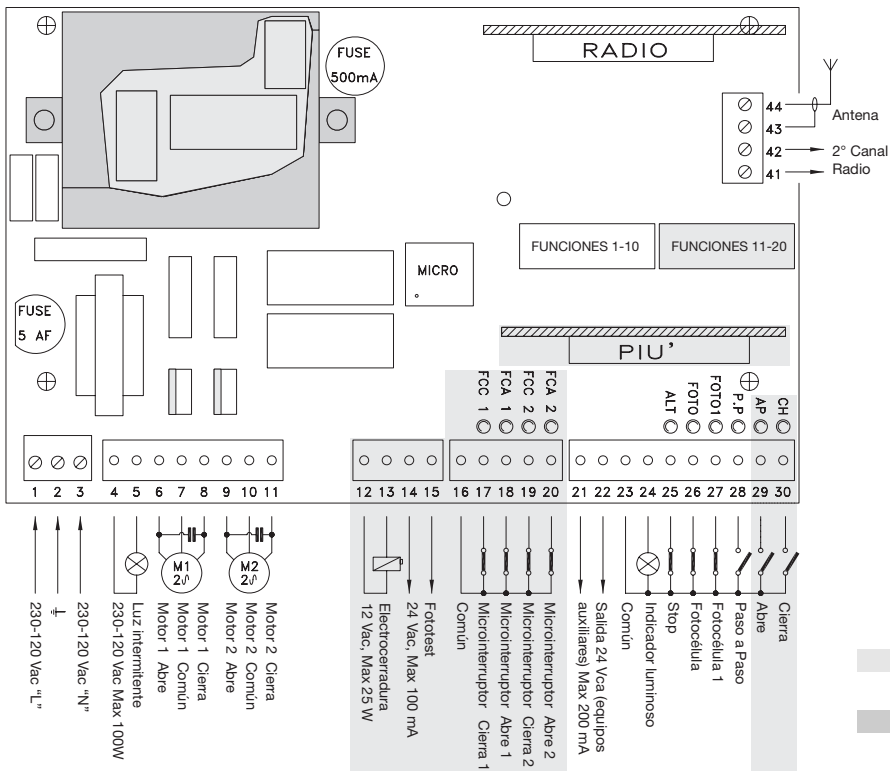 FUSE
500mA
RADIO
44
43
42
41
Antena
2° Canal
Radio
FUNCIONES 1-10
FUNCIONES 11-20
MICRO
FUSE
5 AF
PIU’
FCC 1
FCA 1
FCC 2
FCA 2
ALT
FOTO
FOTO1
P.P
AP
CH
1 2 3 4 5 6 7 8 9 10 11 12 13 14 15 16 17 18 19 20 21 22 23 24 25 26 27 28 29 30
M1
2
M2
2
230-120 Vac “L”
230-120 Vac “N”
230-120 Vac Max 100W
Luz intermitente
Motor 1 Abre
Motor 1 Común
Motor 1 Cierra
Motor 2 Abre
Motor 2 Común
Motor 2 Cierra
12 Vac, Max 25 W
Electrocerradura
24 Vac, Max 100 mA
Fototest
Común
Microinterruptor Cierra 1
Microinterruptor Abre 1
Microinterruptor Cierra 2
Microinterruptor Abre 2
Salida 24 Vca (equipos
auxiliares) Max 200 mA
Común
Indicador luminoso
Stop
Fotocélula
Fotocélula 1
Paso a Paso
Abre
Cierra